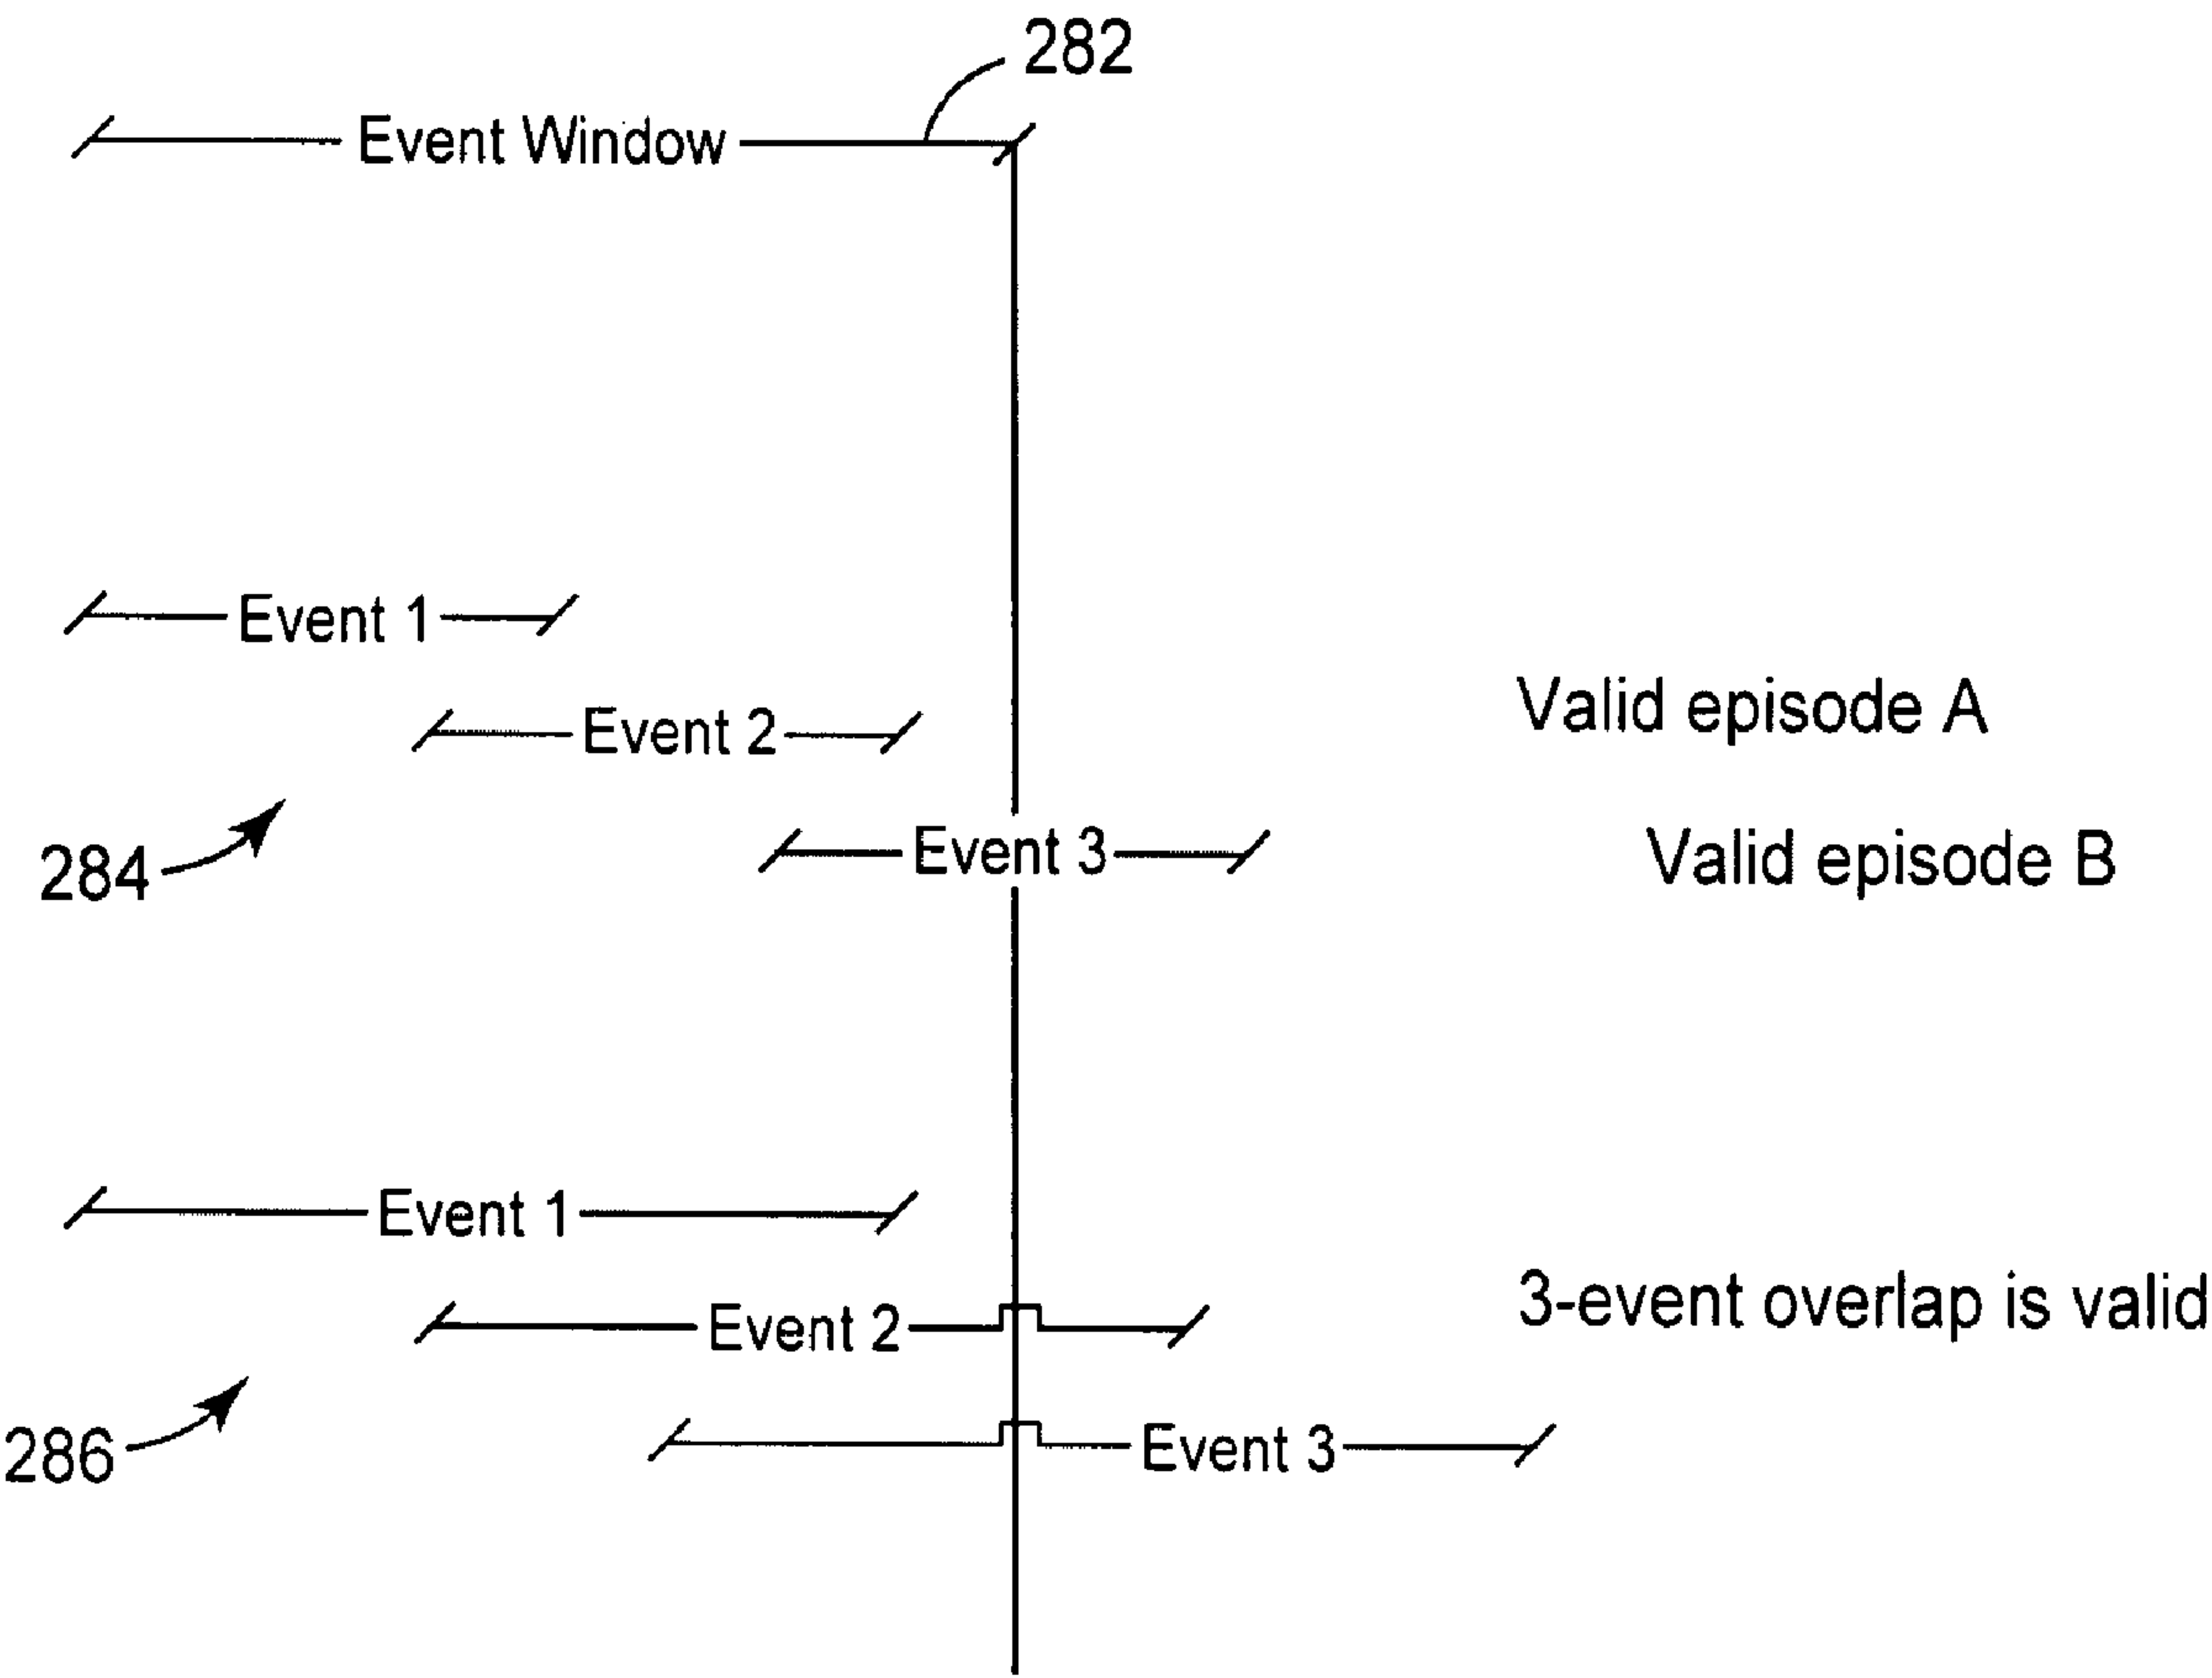 282
Event Window
Event 1
Event 2
Valid episode A
Event 3
Valid episode B
284
Event 1
Event 2
3-event overlap is valid
Event 3
286